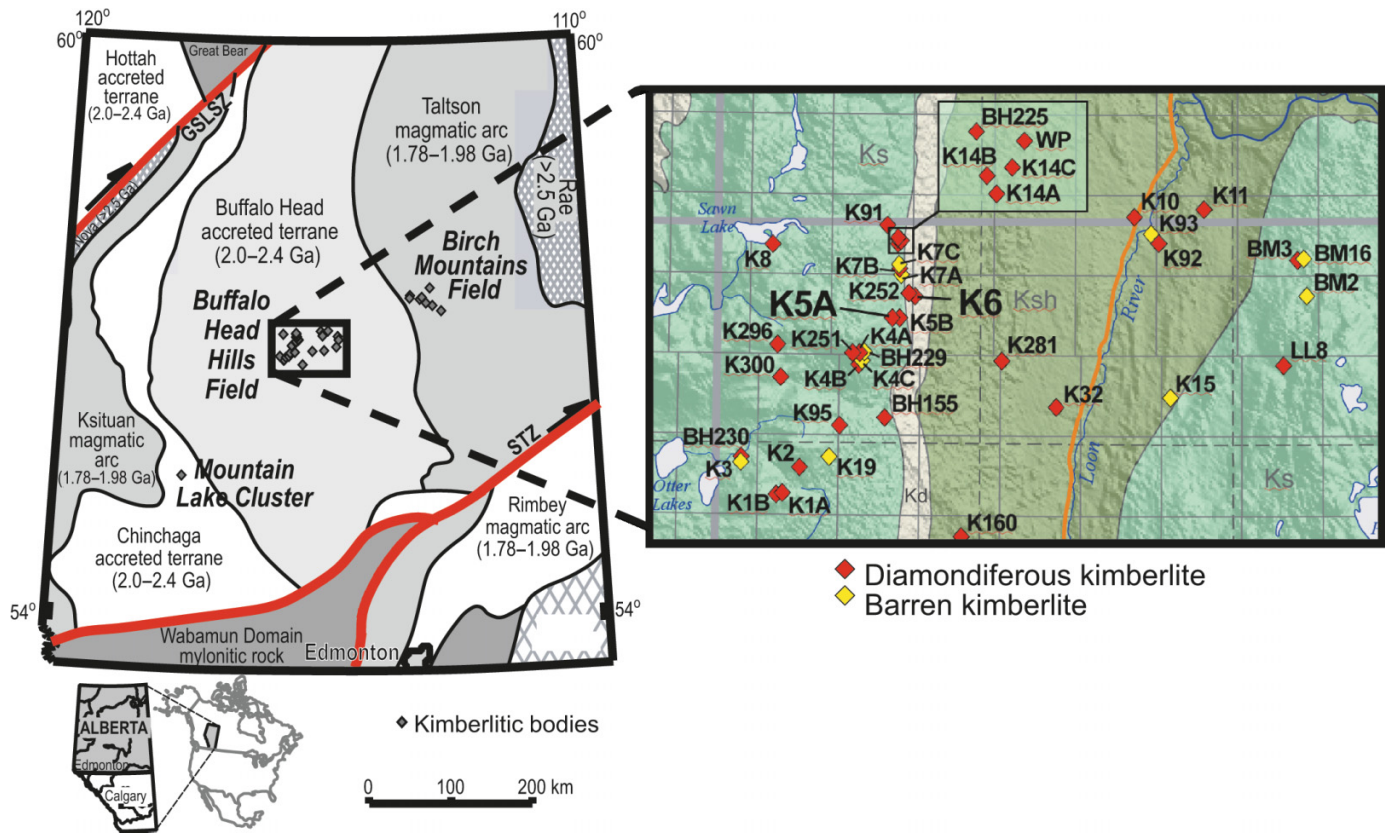 120°
60°
110°
60°
Hottah
accreted
terrane
(2.0–2.4 Ga)
Great Bear
GSLSZ
Nova (>2.5 Ga)
Taltson
magmatic arc
(1.78–1.98 Ga)
Rae
(>2.5 Ga)
Buffalo Head
accreted terrane
(2.0–2.4 Ga)
Birch
Mountains
Field
Buffalo
Head
Hills
Field
Ksituan
magmatic
arc
(1.78–1.98 Ga)
Mountain
Lake Cluster
STZ
Chinchaga
accreted terrane
(2.0–2.4 Ga)
Rimbey
magmatic arc
(1.78–1.98 Ga)
54°
54°
Wabamun Domain
mylonitic rock
Edmonton
ALBERTA
Edmonton
Calgary
Kimberlitic bodies
0 100 200 km
BH225
WP
K14B
K14C
K14A
Ks
Sawn
Lake
K91
K8
K7C
K7B
K7A
K252
K6
K5A
K5B
Ksh
K10
K11
K93
K92
River
BM3
BM16
BM2
K296
K251
K4A
BH229
K300
K4B
K4C
K281
LL8
K32
K15
K95
BH155
BH230
K3
K2
K19
Otter
Lakes
K1B
K1A
Kd
Loon
Ks
K160
Diamondiferous kimberlite
Barren kimberlite